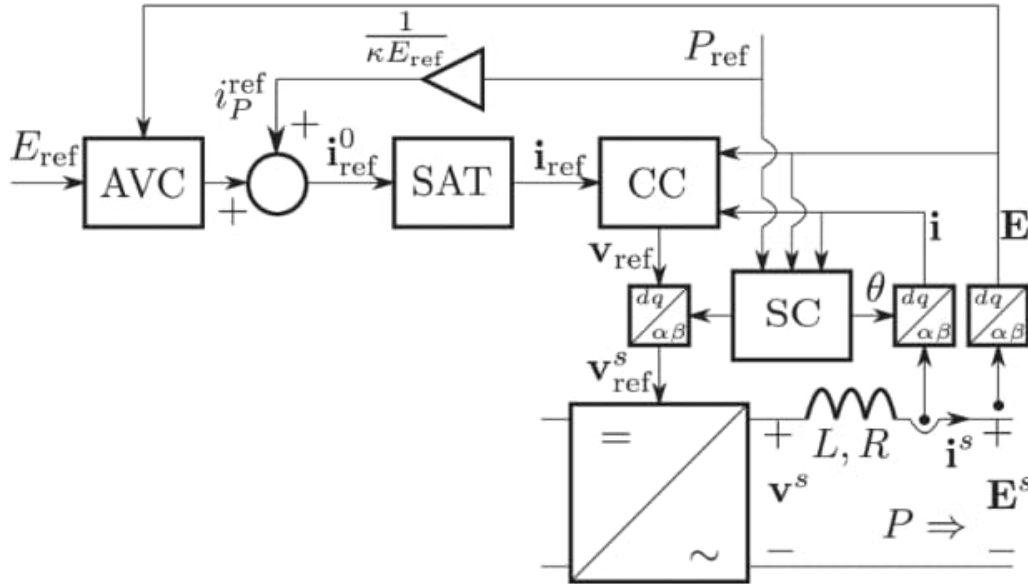 1
κE_ref
P_ref
i_P^ref
+
E_ref
AVC
+
i_ref^0
SAT
i_ref
CC
i
E
v_ref
dq
αβ
SC
θ
dq
αβ
dq
αβ
v_ref^s
=
~
+
L, R
i^s
+
v^s
E^s
P ⇒
−
−